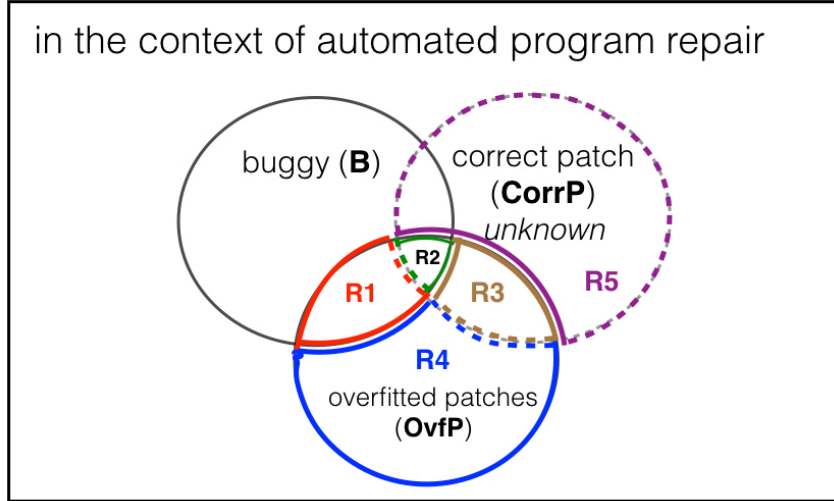 in the context of automated program repair
buggy (B)
correct patch
(CorrP)
unknown
R2
R1
R3
R5
R4
overfitted patches
(OvfP)